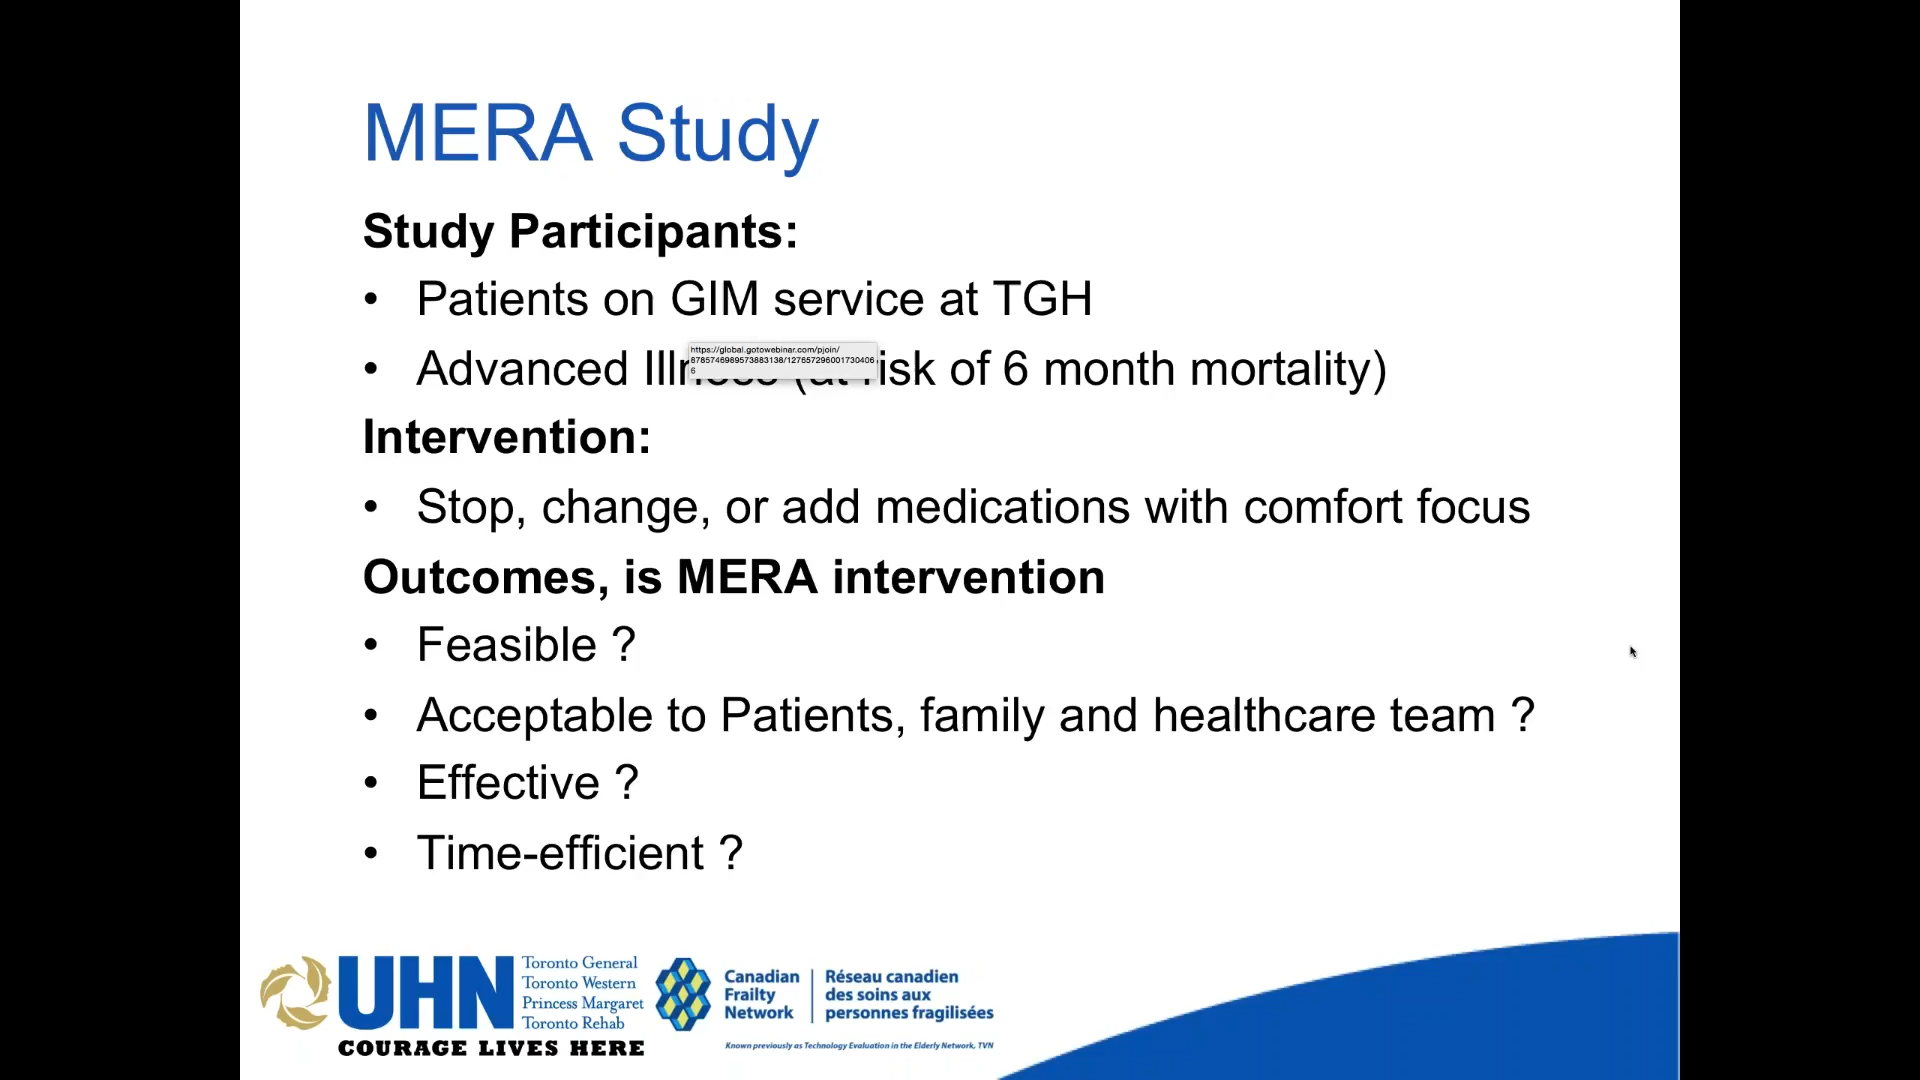 MERA Study
Study Participants:
• Patients on GIM service at TGH
• Advanced Illness (at risk of 6 month mortality)
https://global.gotowebinar.com/pjoin/
8785746989573883138/127657296001730406
6
Intervention:
• Stop, change, or add medications with comfort focus
Outcomes, is MERA intervention
• Feasible ?
• Acceptable to Patients, family and healthcare team ?
• Effective ?
• Time-efficient ?
UHN
Toronto General
Toronto Western
Princess Margaret
Toronto Rehab
COURAGE LIVES HERE
Canadian
Frailty
Network
Réseau canadien
des soins aux
personnes fragilisées
Known previously as Technology Evaluation in the Elderly Network, TVN